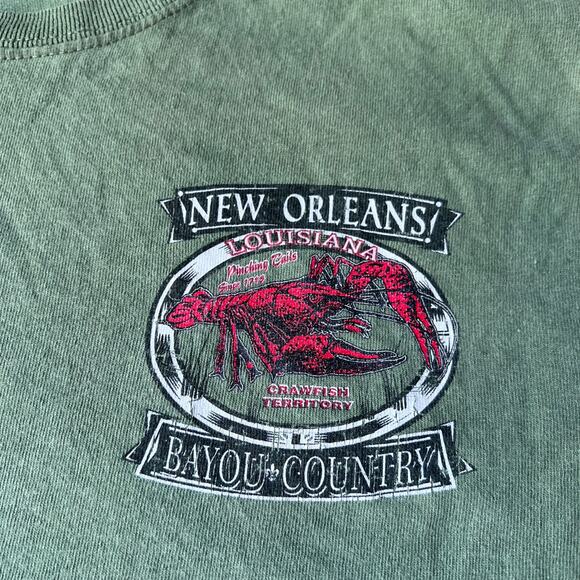 NEW ORLEANS
LOUISIANA
Pinching Tails
Since 1718
CRAWFISH
TERRITORY
BAYOU COUNTRY